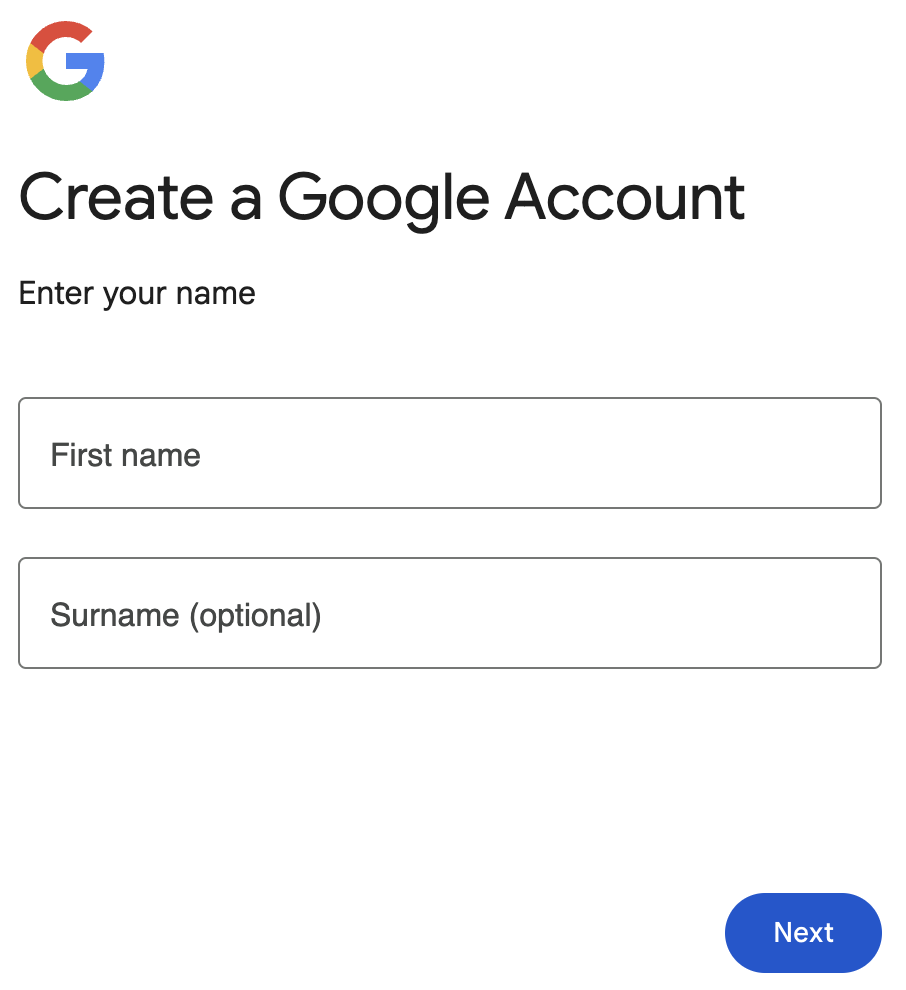 Create a Google Account
Enter your name
First name
Surname (optional)
Next